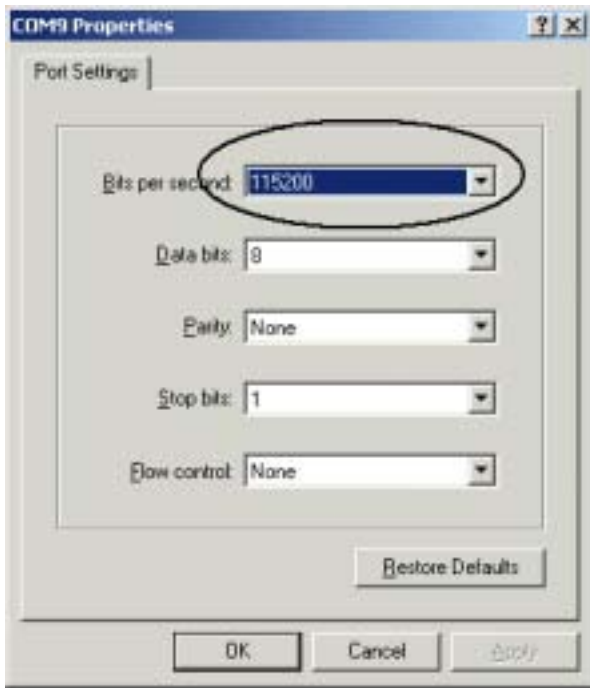 COM9 Properties
Port Settings
Bits per second: 115200
Data bits: 8
Parity: None
Stop bits: 1
Flow control: None
Restore Defaults
OK Cancel Apply